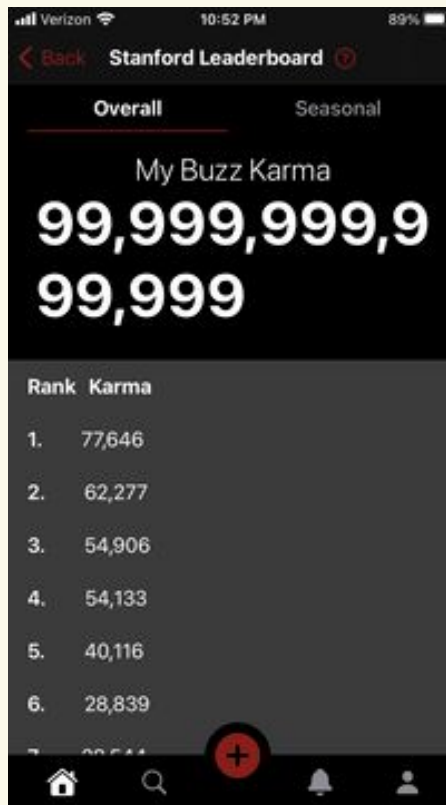 Verizon 10:52 PM 89%
Back Stanford Leaderboard ?
Overall Seasonal
My Buzz Karma
99,999,999,9
99,999
Rank Karma
1. 77,646
2. 62,277
3. 54,906
4. 54,133
5. 40,116
6. 28,839